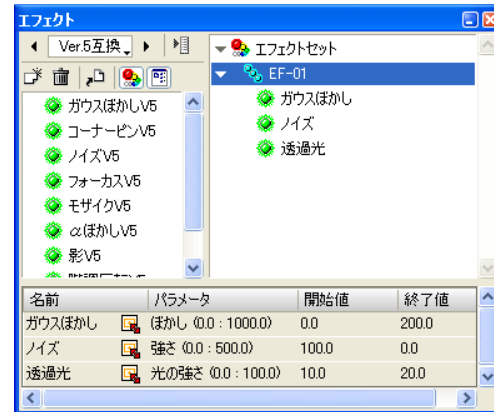 エフェクト
Ver.5互換
エフェクトセット
EF-01
ガウスぼかし
ノイズ
透過光
ガウスぼかしV5
コーナーピンV5
ノイズV5
フォーカスV5
モザイクV5
αぼかしV5
影V5
名前 パラメータ 開始値 終了値
ガウスぼかし ぼかし (0.0 : 1000.0) 0.0 200.0
ノイズ 強さ (0.0 : 500.0) 100.0 0.0
透過光 光の強さ (0.0 : 100.0) 10.0 20.0